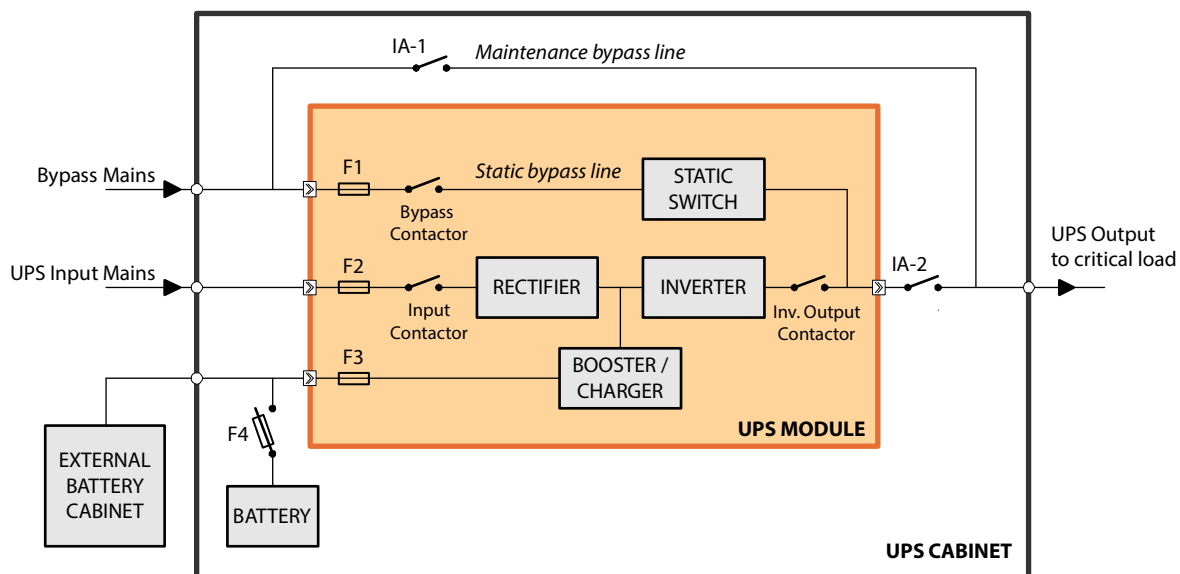 IA-1
Maintenance bypass line
Bypass Mains
F1
Static bypass line
STATIC
SWITCH
Bypass
Contactor
UPS Input Mains
F2
RECTIFIER
INVERTER
IA-2
UPS Output
to critical load
Input
Contactor
Inv. Output
Contactor
F3
BOOSTER /
CHARGER
UPS MODULE
F4
EXTERNAL
BATTERY
CABINET
BATTERY
UPS CABINET